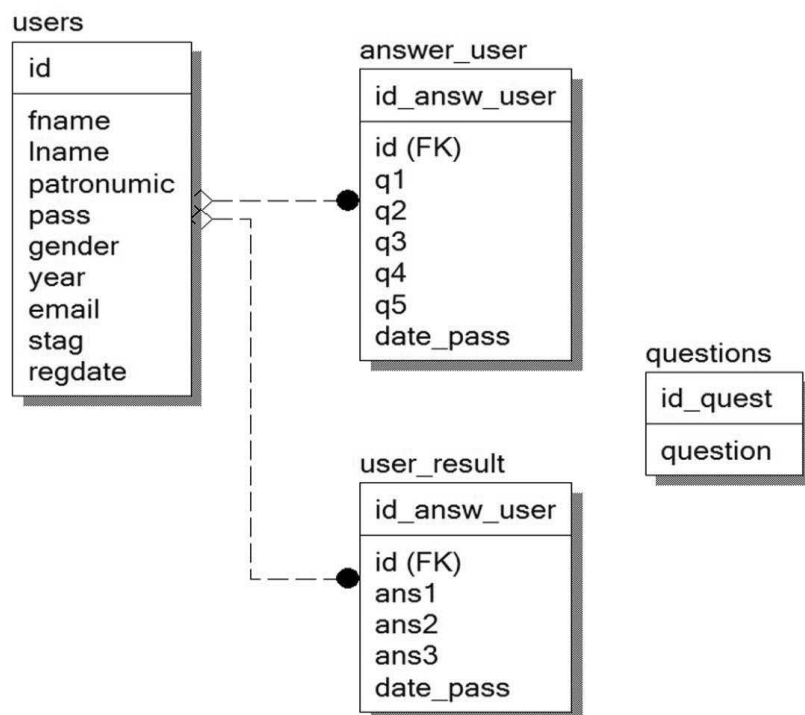 users
id
fname
lname
patronumic
pass
gender
year
email
stag
regdate
answer_user
id_answ_user
id (FK)
q1
q2
q3
q4
q5
date_pass
questions
id_quest
question
user_result
id_answ_user
id (FK)
ans1
ans2
ans3
date_pass